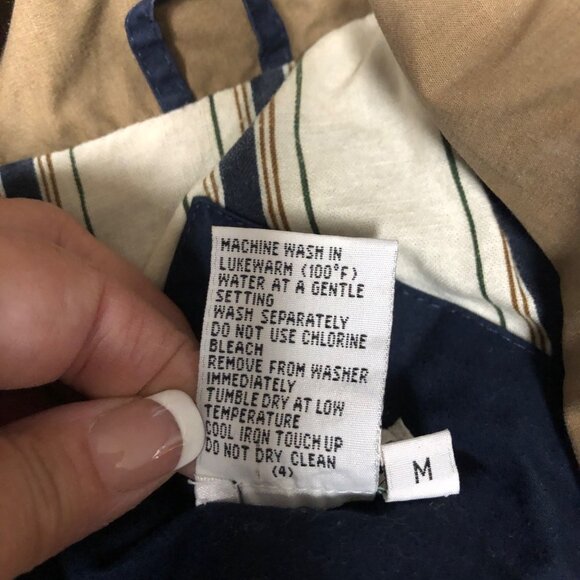 MACHINE WASH IN
LUKEWARM (100°F)
WATER AT A GENTLE
SETTING
WASH SEPARATELY
DO NOT USE CHLORINE
BLEACH
REMOVE FROM WASHER
IMMEDIATELY
TUMBLE DRY AT LOW
TEMPERATURE
COOL IRON TOUCH UP
DO NOT DRY CLEAN
(4)
M